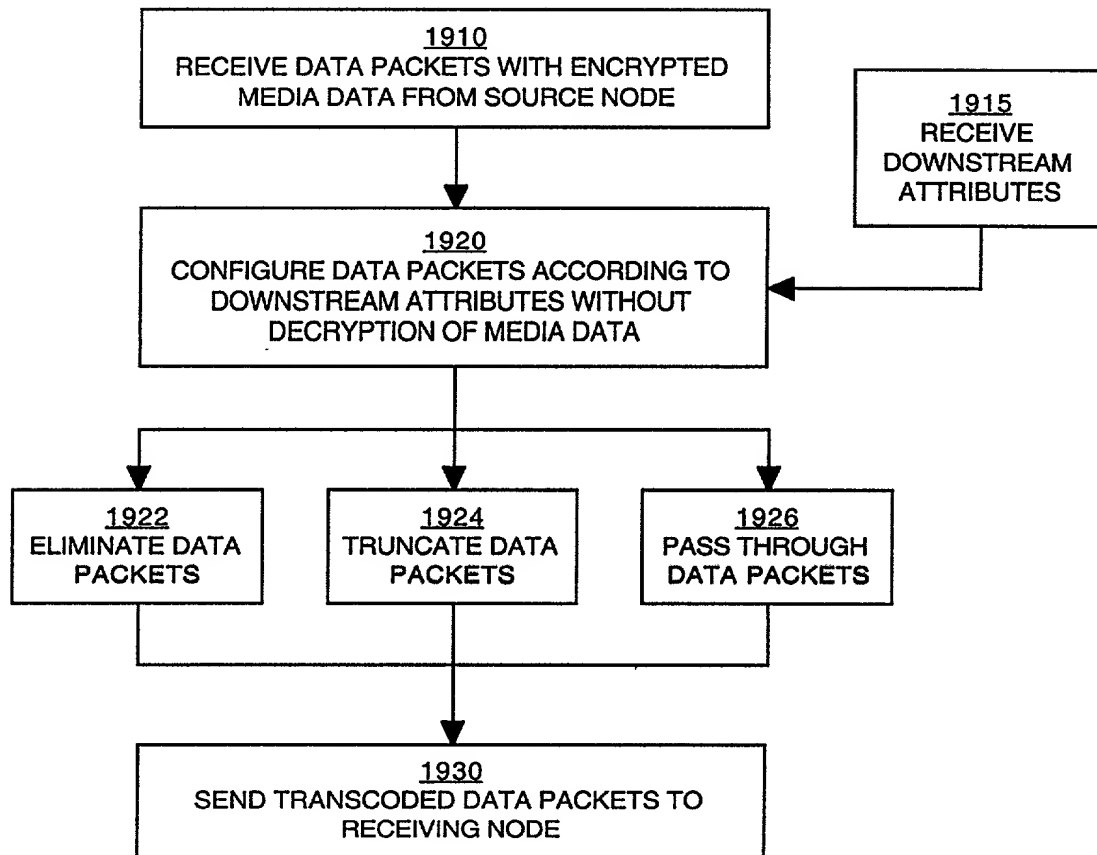 1910
RECEIVE DATA PACKETS WITH ENCRYPTED
MEDIA DATA FROM SOURCE NODE
1915
RECEIVE
DOWNSTREAM
ATTRIBUTES
1920
CONFIGURE DATA PACKETS ACCORDING TO
DOWNSTREAM ATTRIBUTES WITHOUT
DECRYPTION OF MEDIA DATA
1922
ELIMINATE DATA
PACKETS
1924
TRUNCATE DATA
PACKETS
1926
PASS THROUGH
DATA PACKETS
1930
SEND TRANSCODED DATA PACKETS TO
RECEIVING NODE